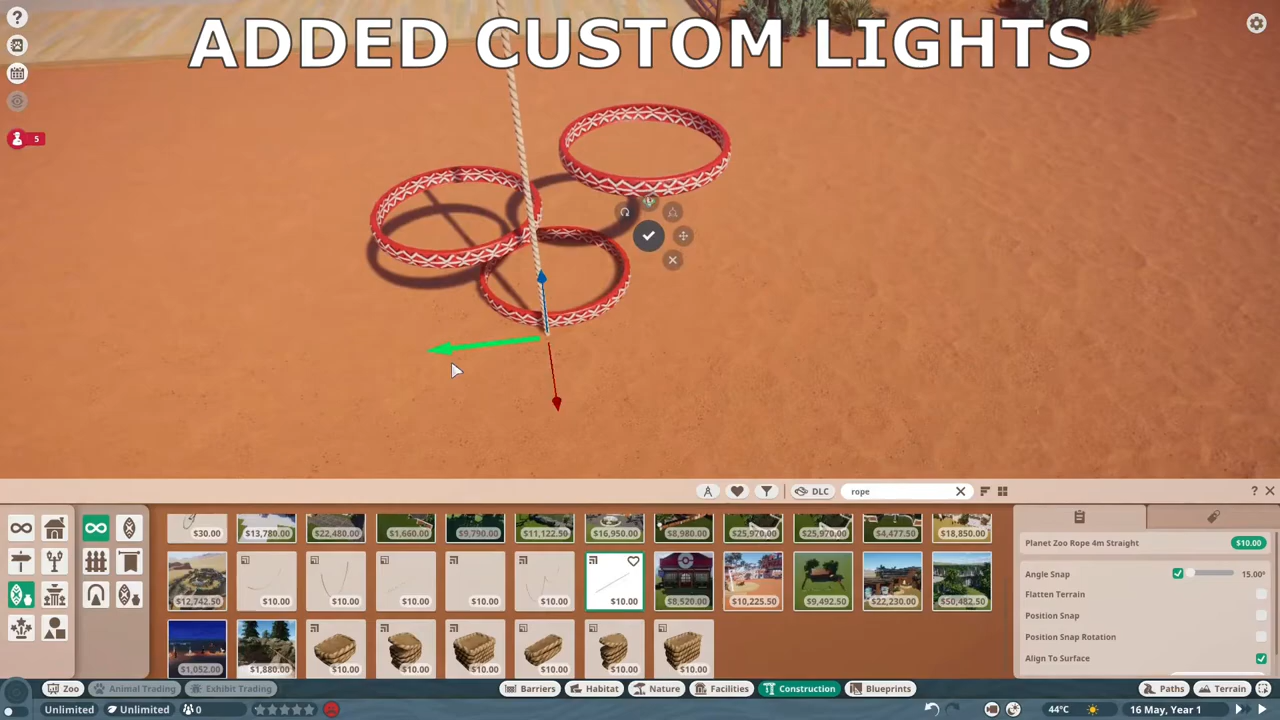 ADDED CUSTOM LIGHTS
?
5
DLC
rope
? ×
$30.00 $13,780.00 $22,480.00 $1,660.00 $9,790.00 $11,122.50 $16,950.00 $8,980.00 $25,970.00 $25,970.00 $4,477.50 $18,850.00
$12,742.50 $10.00 $10.00 $10.00 $10.00 $10.00 $10.00 $8,520.00 $10,225.50 $9,492.50 $22,230.00 $50,482.50
$1,052.00 $1,880.00 $10.00 $10.00 $10.00 $10.00 $10.00 $10.00
Planet Zoo Rope 4m Straight $10.00
Angle Snap 15.00°
Flatten Terrain
Position Snap
Position Snap Rotation
Align To Surface
Zoo Animal Trading Exhibit Trading Barriers Habitat Nature Facilities Construction Blueprints Paths Terrain
Unlimited Unlimited 0 44°C 16 May, Year 1